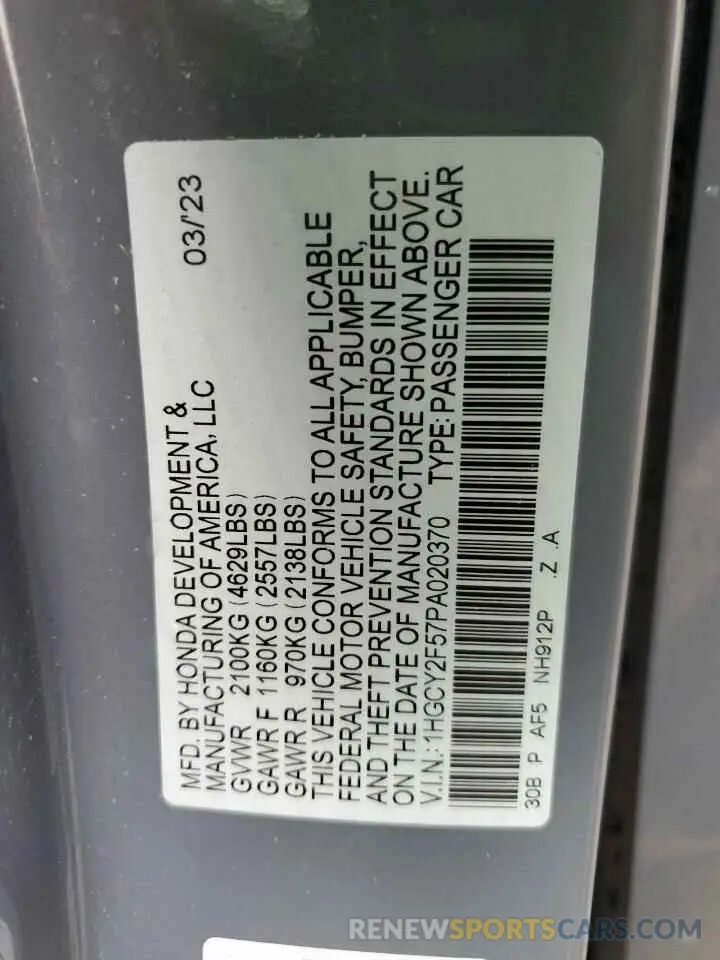 MFD. BY HONDA DEVELOPMENT &
MANUFACTURING OF AMERICA, LLC 03/'23
GVWR 2100KG (4629LBS)
GAWR F 1160KG (2557LBS)
GAWR R 970KG (2138LBS)
THIS VEHICLE CONFORMS TO ALL APPLICABLE
FEDERAL MOTOR VEHICLE SAFETY, BUMPER,
AND THEFT PREVENTION STANDARDS IN EFFECT
ON THE DATE OF MANUFACTURE SHOWN ABOVE.
V.I.N.: 1HGCY2F57PA020370 TYPE: PASSENGER CAR
30B P AF5 NH912P .Z .A
RENEWSPORTSCARS.COM